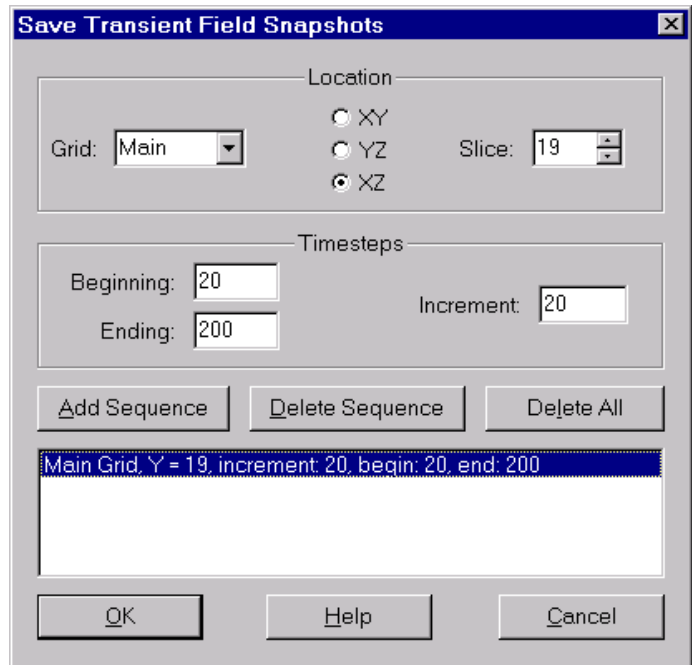 Save Transient Field Snapshots
Location
XY
Grid: Main
YZ
Slice: 19
XZ
Timesteps
Beginning: 20
Increment: 20
Ending: 200
Add Sequence
Delete Sequence
Delete All
Main Grid, Y = 19, increment: 20, begin: 20, end: 200
OK
Help
Cancel